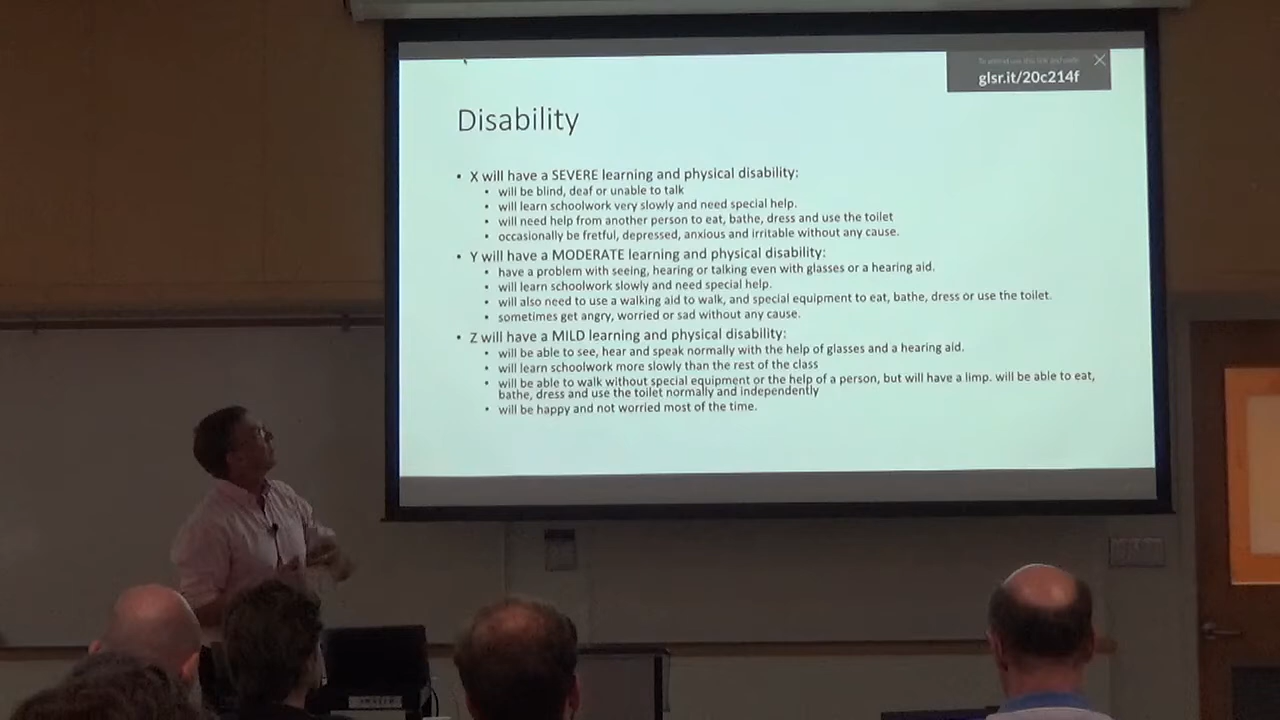 glsr.it/20c214f
Disability
• X will have a SEVERE learning and physical disability:
• will be blind, deaf or unable to talk
• will learn schoolwork very slowly and need special help.
• will need help from another person to eat, bathe, dress and use the toilet
• occasionally be fretful, depressed, anxious and irritable without any cause.
• Y will have a MODERATE learning and physical disability:
• have a problem with seeing, hearing or talking even with glasses or a hearing aid.
• will learn schoolwork slowly and need special help.
• will also need to use a walking aid to walk, and special equipment to eat, bathe, dress or use the toilet.
• sometimes get angry, worried or sad without any cause.
• Z will have a MILD learning and physical disability:
• will be able to see, hear and speak normally with the help of glasses and a hearing aid.
• will learn schoolwork more slowly than the rest of the class
• will be able to walk without special equipment or the help of a person, but will have a limp. will be able to eat,
bathe, dress and use the toilet normally and independently
• will be happy and not worried most of the time.